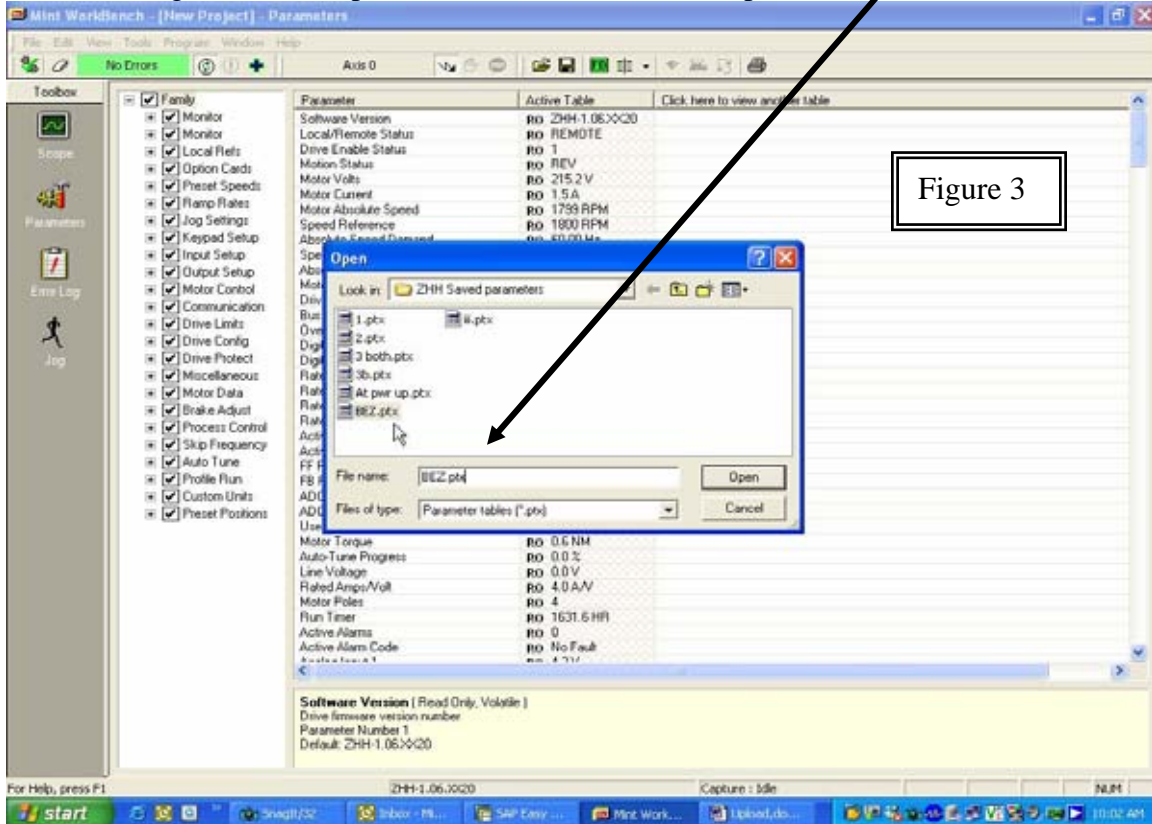 Mint WorkBench - [New Project] - Parameters
File Edit View Tools Program Window Help
No Errors Axis 0
Toolbox
Scope
Parameters
Error Log
Jog
Family
Monitor
Monitor
Local Refs
Option Cards
Preset Speeds
Ramp Rates
Jog Settings
Keypad Setup
Input Setup
Output Setup
Motor Control
Communication
Drive Limits
Drive Config
Drive Protect
Miscellaneous
Motor Data
Brake Adjust
Process Control
Skip Frequency
Auto Tune
Profile Run
Custom Units
Preset Positions
Parameter Active Table Click here to view another table
Software Version RO ZHH-1.06.XX20
Local/Remote Status RO REMOTE
Drive Enable Status RO 1
Motion Status RO REV
Motor Volts RO 215.2 V
Motor Current RO 1.5 A
Motor Absolute Speed RO 1799 RPM
Speed Reference RO 1800 RPM
Figure 3
Open
Look in: ZHH Saved parameters
1.ptx
2.ptx
3 both.ptx
3b.ptx
At pwr up.ptx
BEZ.ptx
iii.ptx
File name: BEZ.ptx Open
Files of type: Parameter tables (*.ptx) Cancel
Motor Torque RO 0.6 NM
Auto-Tune Progress RO 0.0 %
Line Voltage RO 0.0 V
Rated Amps/Volt RO 4.0 A/V
Motor Poles RO 4
Run Timer RO 1631.6 HR
Active Alarms RO 0
Active Alarm Code RO No Fault
Software Version ( Read Only, Volatile )
Drive firmware version number
Parameter Number 1
Default: ZHH-1.06.XX20
For Help, press F1 ZHH-1.06.XX20 Capture : Idle NUM
start SnagIt/32 Inbox - Mi... SAP Easy ... Mint Work... Upload.do... 10:02 AM